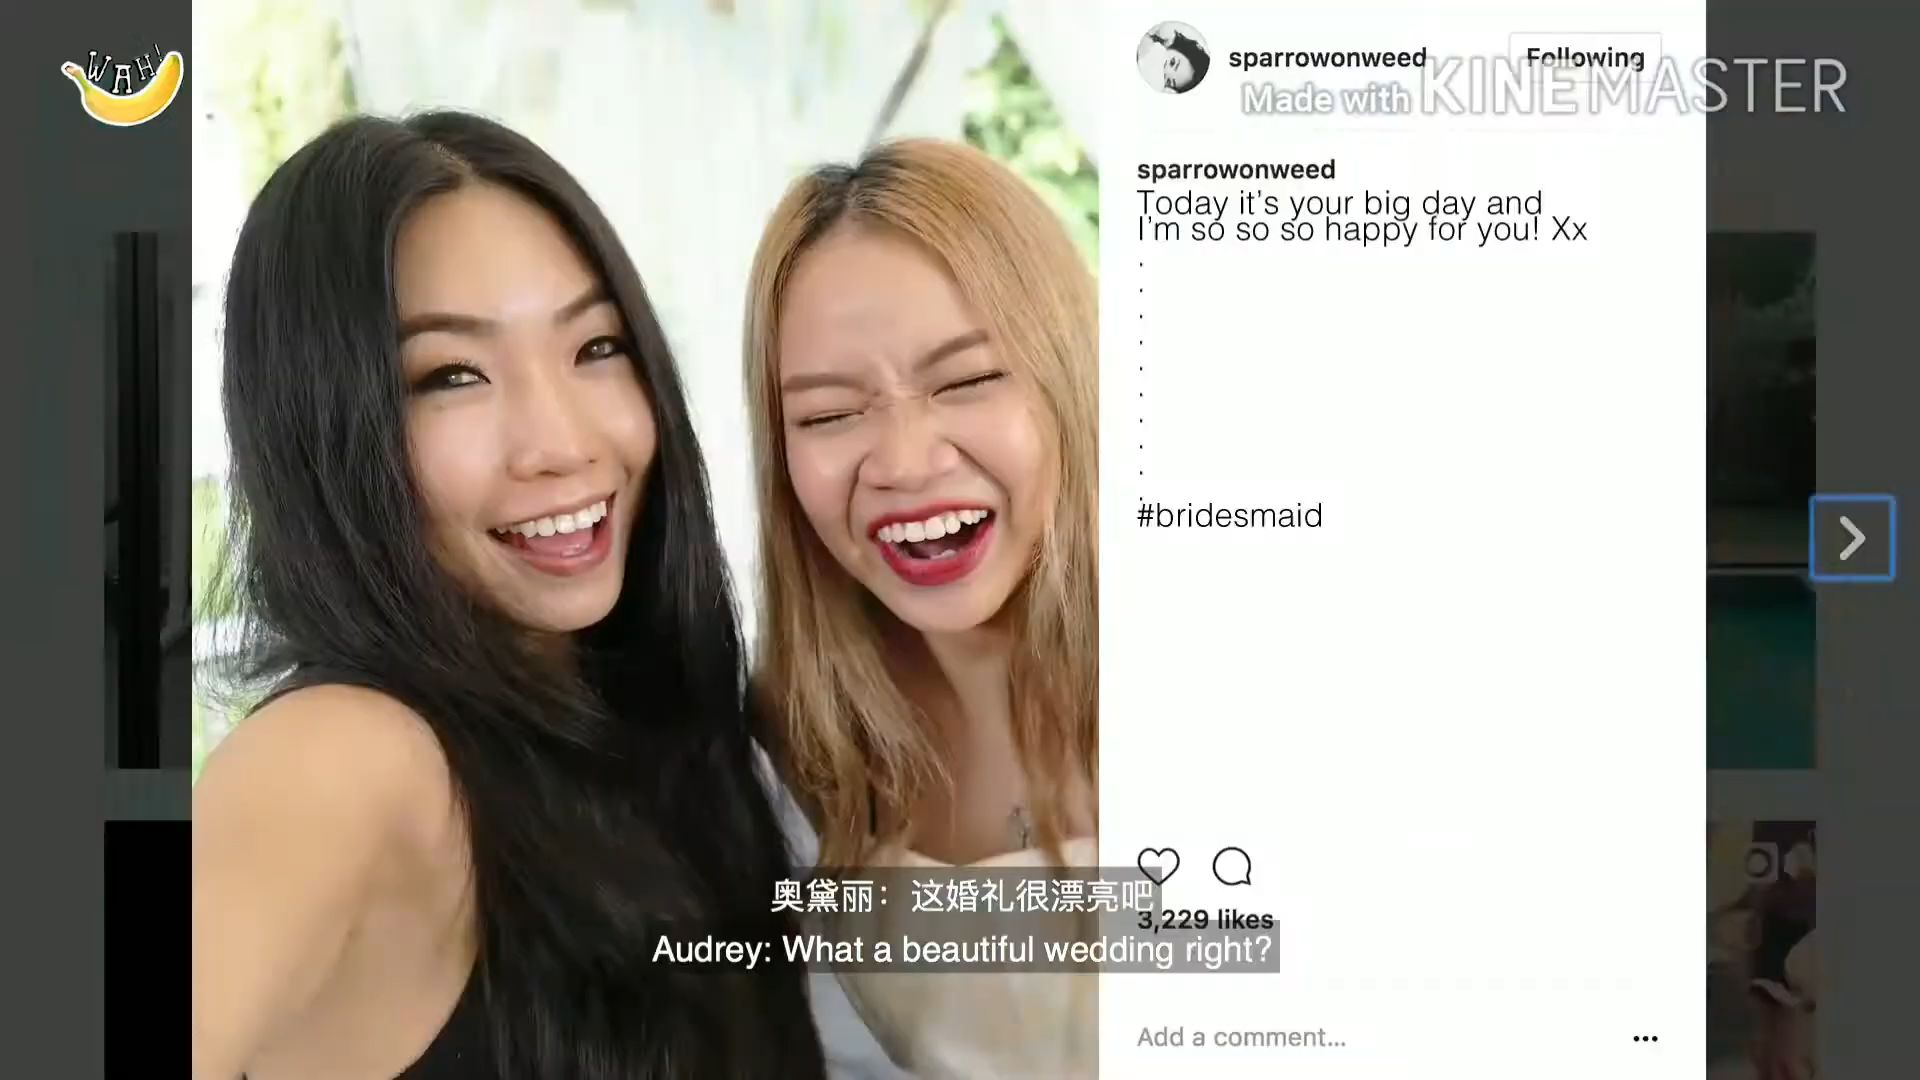 WAH!
sparrowonweed
Following
Made with KINEMASTER
sparrowonweed
Today it's your big day and
I'm so so so happy for you! Xx
.
.
.
.
.
.
.
.
.
.
#bridesmaid
奥黛丽：这婚礼很漂亮吧
3,229 likes
Audrey: What a beautiful wedding right?
Add a comment...